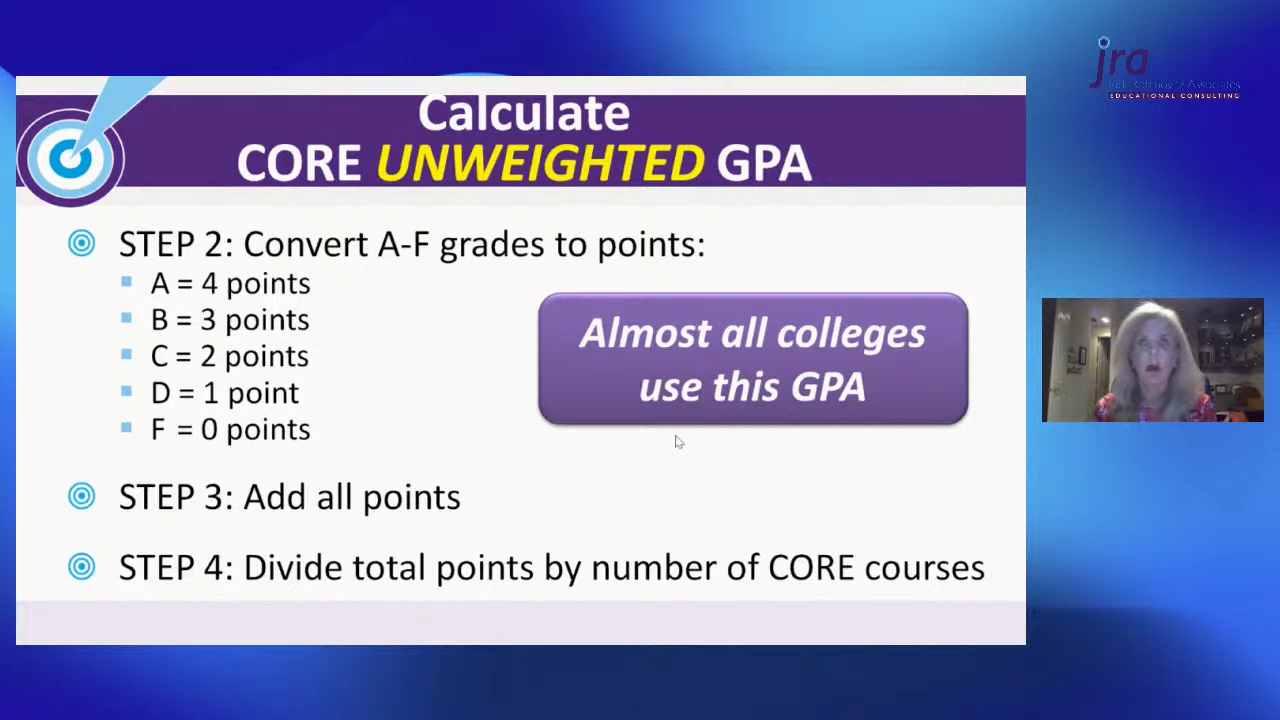 jra
EDUCATIONAL CONSULTING
Calculate
CORE UNWEIGHTED GPA
STEP 2: Convert A-F grades to points:
A = 4 points
B = 3 points
C = 2 points
D = 1 point
F = 0 points
Almost all colleges
use this GPA
STEP 3: Add all points
STEP 4: Divide total points by number of CORE courses